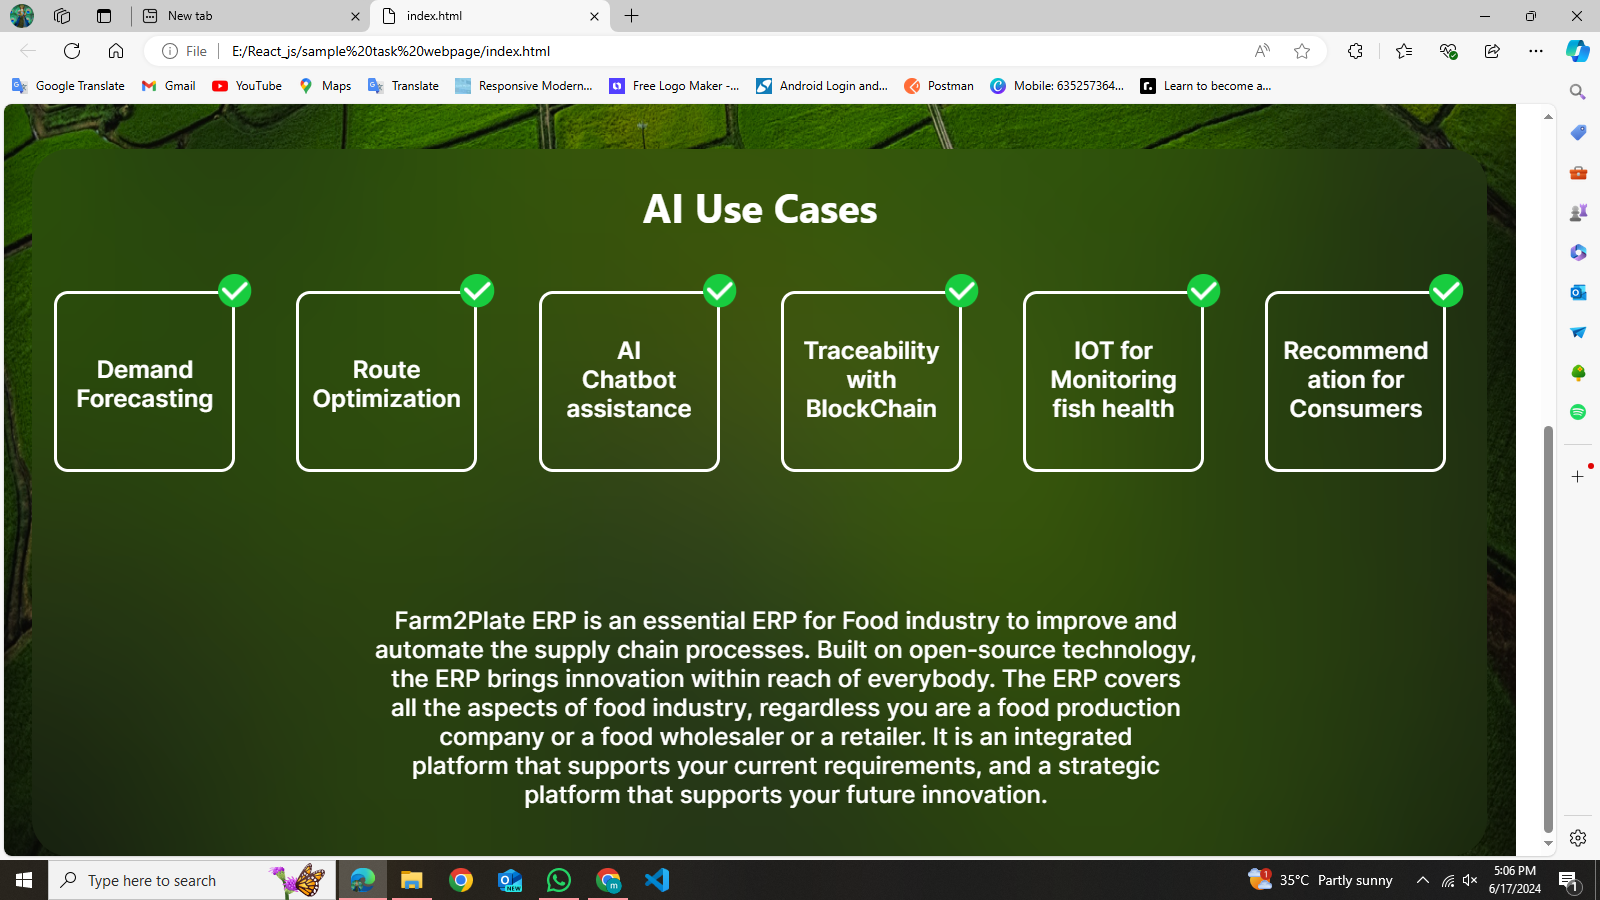 New tab
index.html
File
E:/React_js/sample%20task%20webpage/index.html
Google Translate
Gmail
YouTube
Maps
Translate
Responsive Modern...
Free Logo Maker -...
Android Login and...
Postman
Mobile: 635257364...
Learn to become a...
AI Use Cases
Demand
Forecasting
Route
Optimization
AI
Chatbot
assistance
Traceability
with
BlockChain
IOT for
Monitoring
fish health
Recommend
ation for
Consumers
Farm2Plate ERP is an essential ERP for Food industry to improve and
automate the supply chain processes. Built on open-source technology,
the ERP brings innovation within reach of everybody. The ERP covers
all the aspects of food industry, regardless you are a food production
company or a food wholesaler or a retailer. It is an integrated
platform that supports your current requirements, and a strategic
platform that supports your future innovation.
Type here to search
NEW
m
1
35°C Partly sunny
5:06 PM
6/17/2024
1